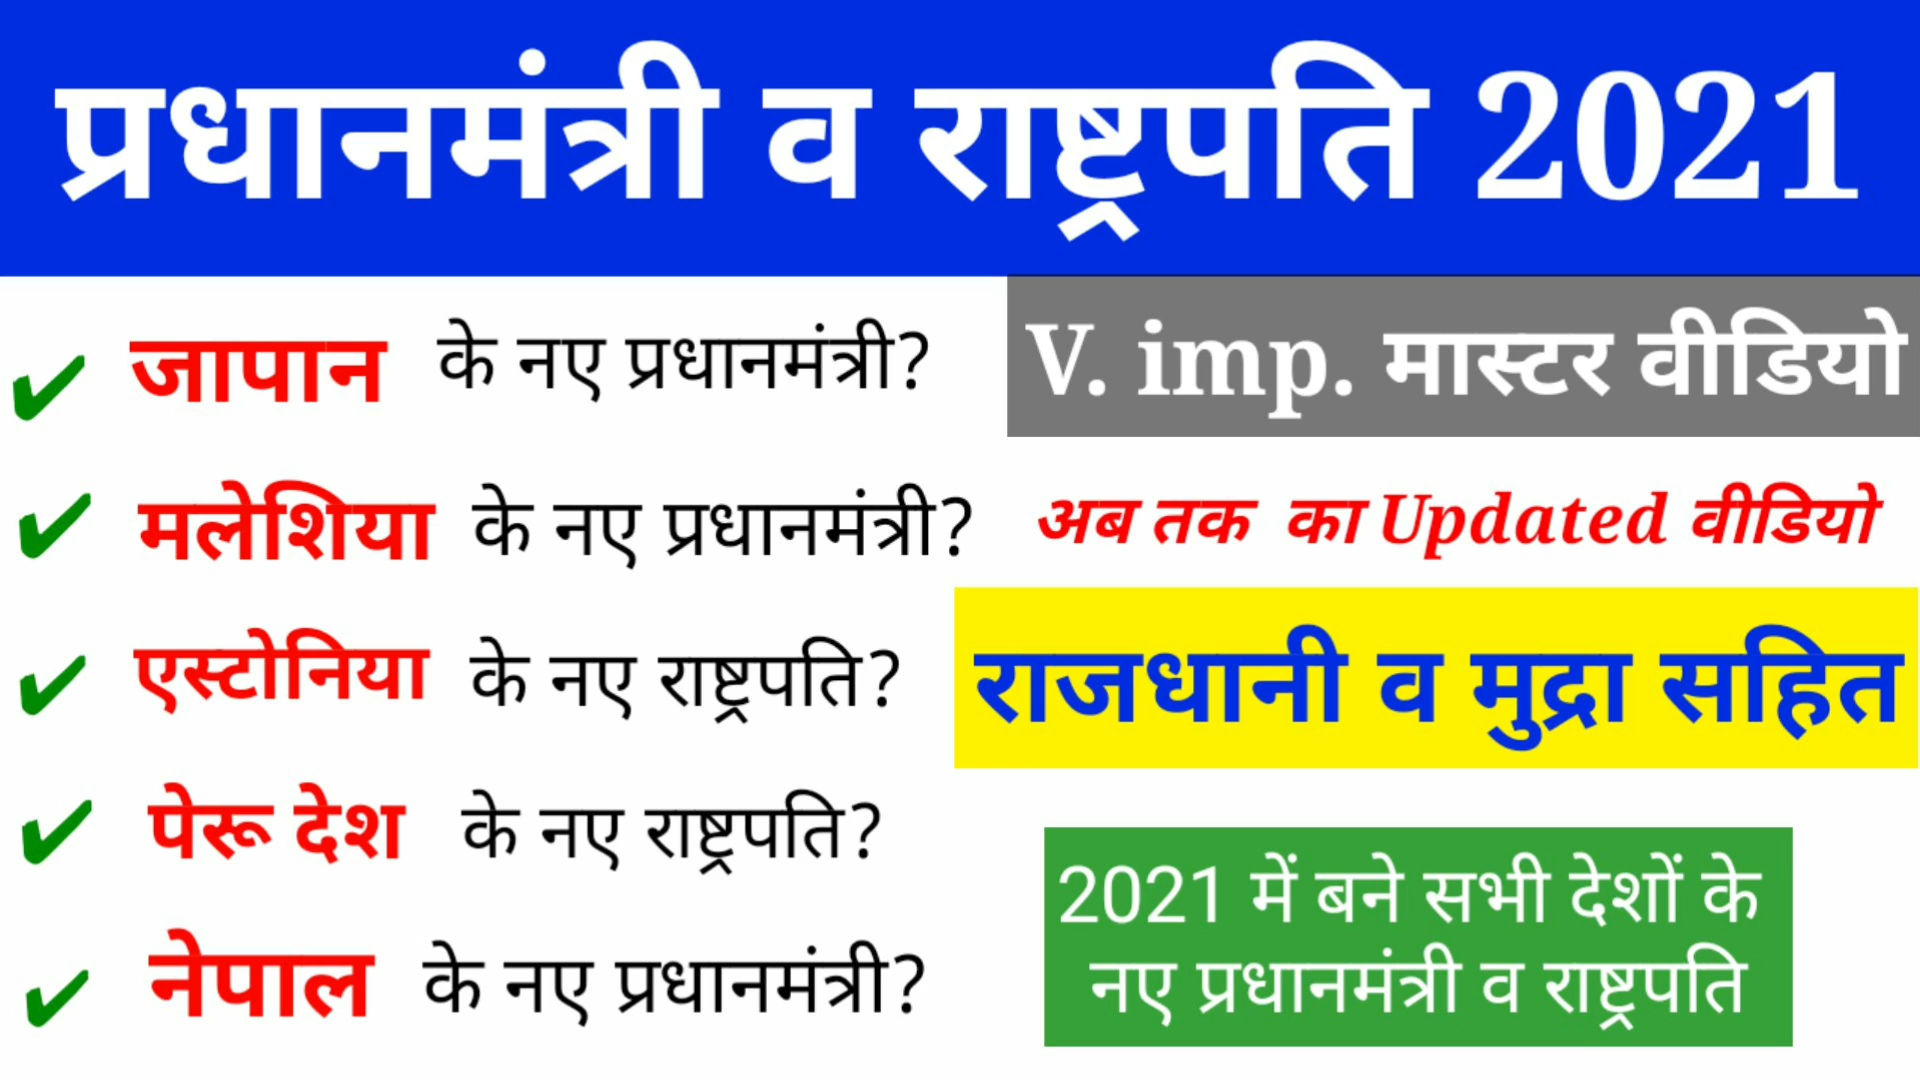 प्रधानमंत्री व राष्ट्रपति 2021
जापान के नए प्रधानमंत्री?
मलेशिया के नए प्रधानमंत्री?
एस्टोनिया के नए राष्ट्रपति?
पेरू देश के नए राष्ट्रपति?
नेपाल के नए प्रधानमंत्री?
V. imp. मास्टर वीडियो
अब तक का Updated वीडियो
राजधानी व मुद्रा सहित
2021 में बने सभी देशों के
नए प्रधानमंत्री व राष्ट्रपति